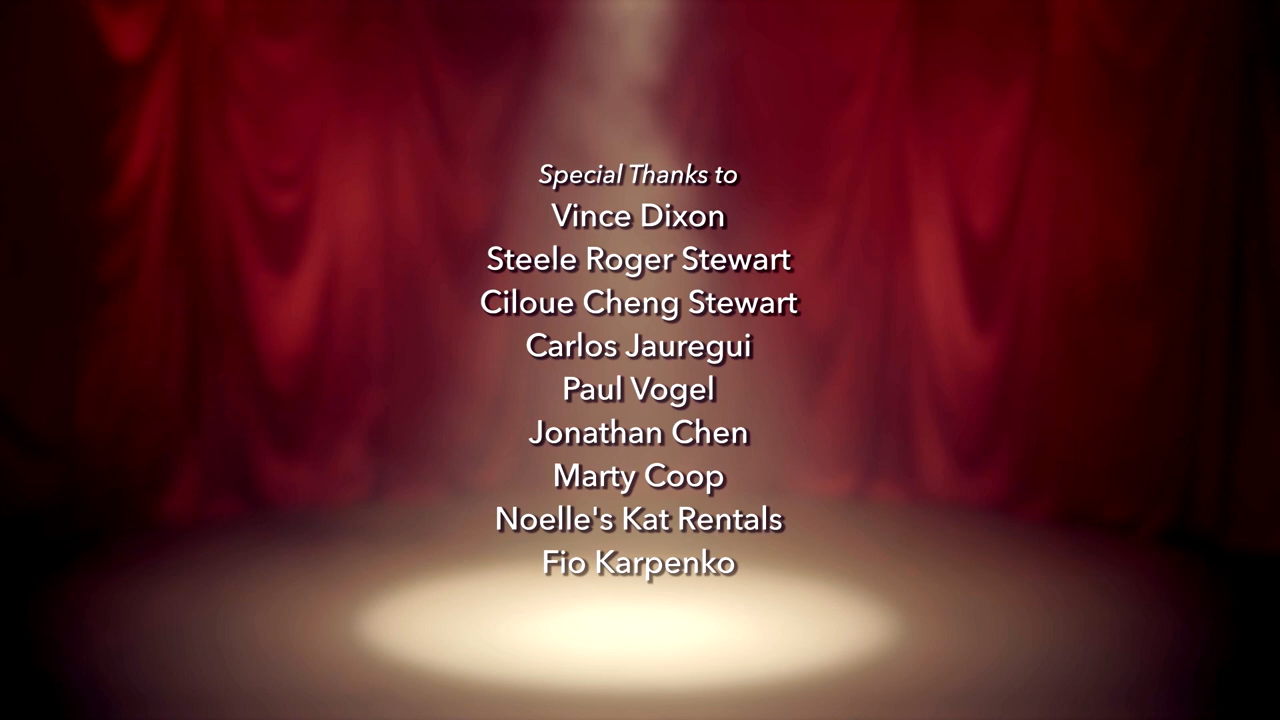 Special Thanks to
Vince Dixon
Steele Roger Stewart
Ciloue Cheng Stewart
Carlos Jauregui
Paul Vogel
Jonathan Chen
Marty Coop
Noelle's Kat Rentals
Fio Karpenko